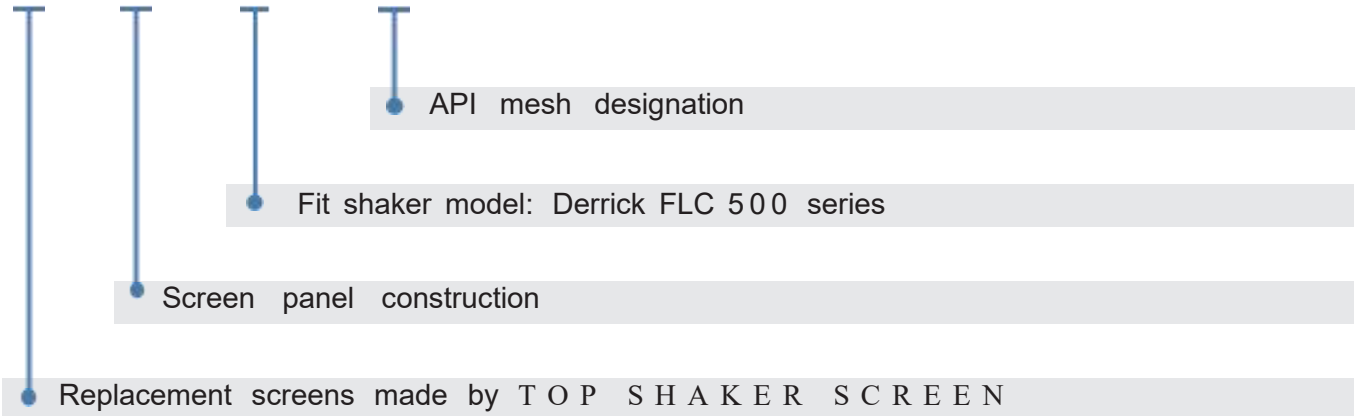 API mesh designation
Fit shaker model: Derrick FLC 500 series
Screen panel construction
Replacement screens made by TOP SHAKER SCREEN